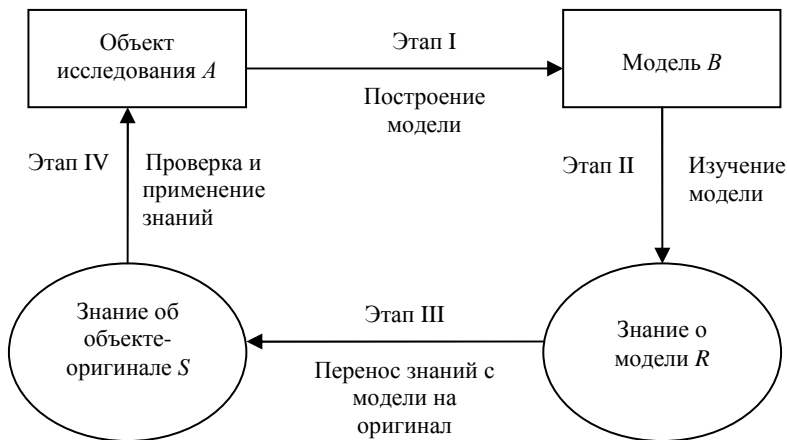 Объект
исследования A
Этап I
Построение
модели
Модель B
Этап II
Изучение
модели
Знание о
модели R
Этап III
Перенос знаний с
модели на
оригинал
Знание об
объекте-
оригинале S
Этап IV
Проверка и
применение
знаний